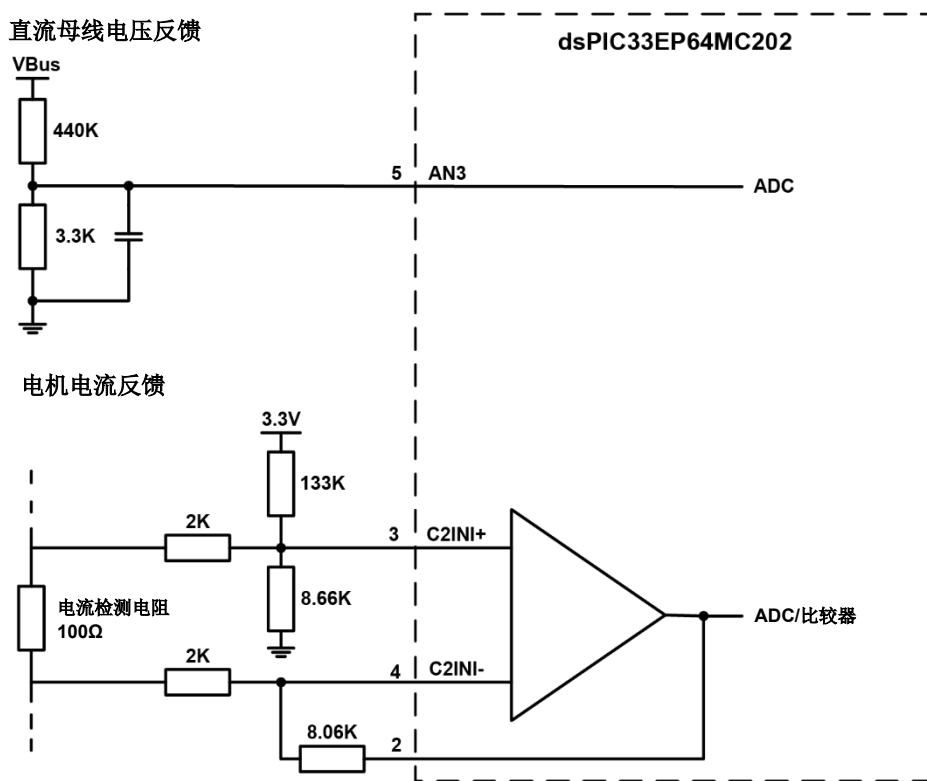 直流母线电压反馈
dsPIC33EP64MC202
VBus
440K
5 AN3
ADC
3.3K
电机电流反馈
3.3V
133K
2K
3 C2INI+
8.66K
电流检测电阻
100Ω
ADC/比较器
2K
4 C2INI-
8.06K
2